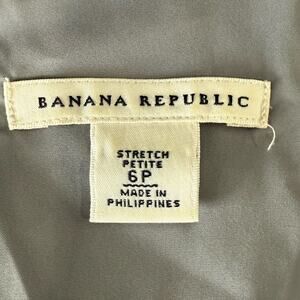 BANANA REPUBLIC
STRETCH
PETITE
6P
MADE IN
PHILIPPINES